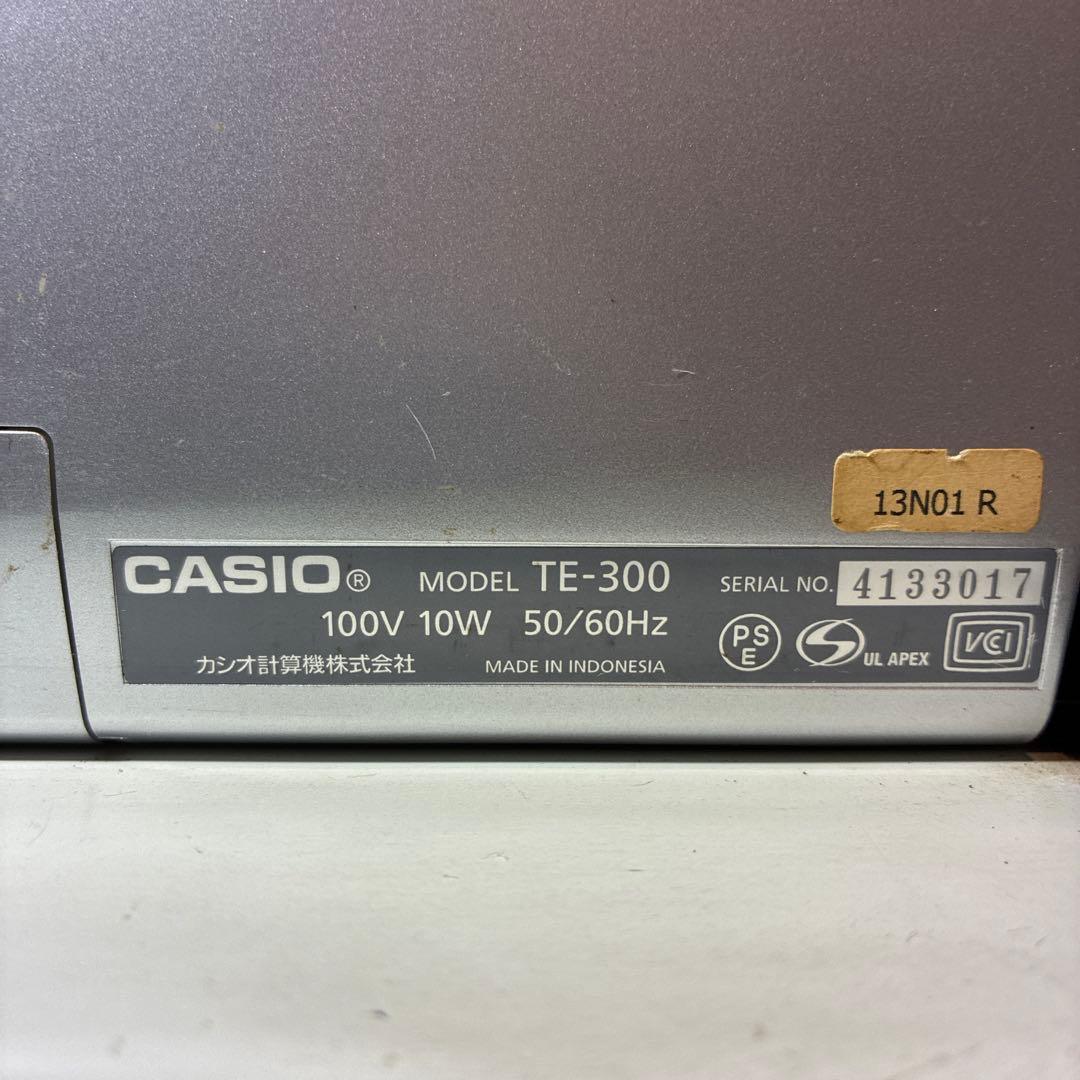 13N01 R
CASIO® MODEL TE-300 SERIAL NO. 4133017
100V 10W 50/60Hz
カシオ計算機株式会社 MADE IN INDONESIA
PSE
S UL APEX
VCI